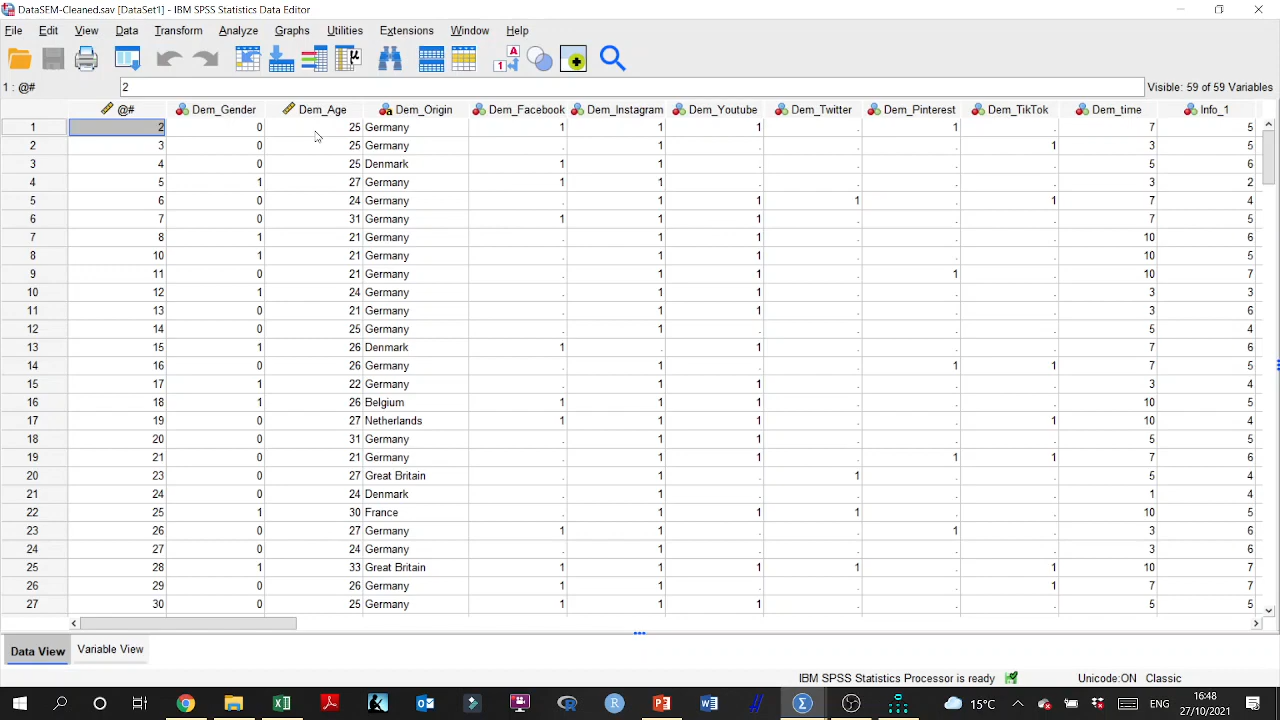 DataSEM-Cleaned.sav [DataSet1] - IBM SPSS Statistics Data Editor
File Edit View Data Transform Analyze Graphs Utilities Extensions Window Help
1 : @# 2 Visible: 59 of 59 Variables
@# Dem_Gender Dem_Age Dem_Origin Dem_Facebook Dem_Instagram Dem_Youtube Dem_Twitter Dem_Pinterest Dem_TikTok Dem_time Info_1
1 2 0 25 Germany 1 1 1 . 1 . 7 5
2 3 0 25 Germany . 1 . . . 1 3 5
3 4 0 25 Denmark 1 1 . . . . 5 6
4 5 1 27 Germany 1 1 . . . . 3 2
5 6 0 24 Germany . 1 1 1 . 1 7 4
6 7 0 31 Germany 1 1 1 . . . 7 5
7 8 1 21 Germany . 1 1 . . . 10 6
8 10 1 21 Germany . 1 1 . . . 10 5
9 11 0 21 Germany . 1 1 . 1 . 10 7
10 12 1 24 Germany . 1 1 . . . 3 3
11 13 0 21 Germany . 1 1 . . . 3 6
12 14 0 25 Germany . 1 . . . . 5 4
13 15 1 26 Denmark 1 . 1 . . . 7 6
14 16 0 26 Germany . 1 . . 1 1 7 5
15 17 1 22 Germany . 1 1 . . . 3 4
16 18 1 26 Belgium 1 1 1 . . . 10 5
17 19 0 27 Netherlands 1 1 1 . . 1 10 4
18 20 0 31 Germany . 1 1 . . . 5 5
19 21 0 21 Germany . 1 1 . 1 1 7 6
20 23 0 27 Great Britain . 1 . 1 . . 5 4
21 24 0 24 Denmark . 1 . . . . 1 4
22 25 1 30 France . 1 1 1 . . 10 5
23 26 0 27 Germany 1 1 . . 1 . 3 6
24 27 0 24 Germany . 1 . . . . 3 6
25 28 1 33 Great Britain 1 1 1 1 . 1 10 7
26 29 0 26 Germany 1 1 . . . 1 7 7
27 30 0 25 Germany 1 1 1 . . . 5 5
Data View Variable View
IBM SPSS Statistics Processor is ready Unicode:ON Classic
15°C ENG 16:48
27/10/2021